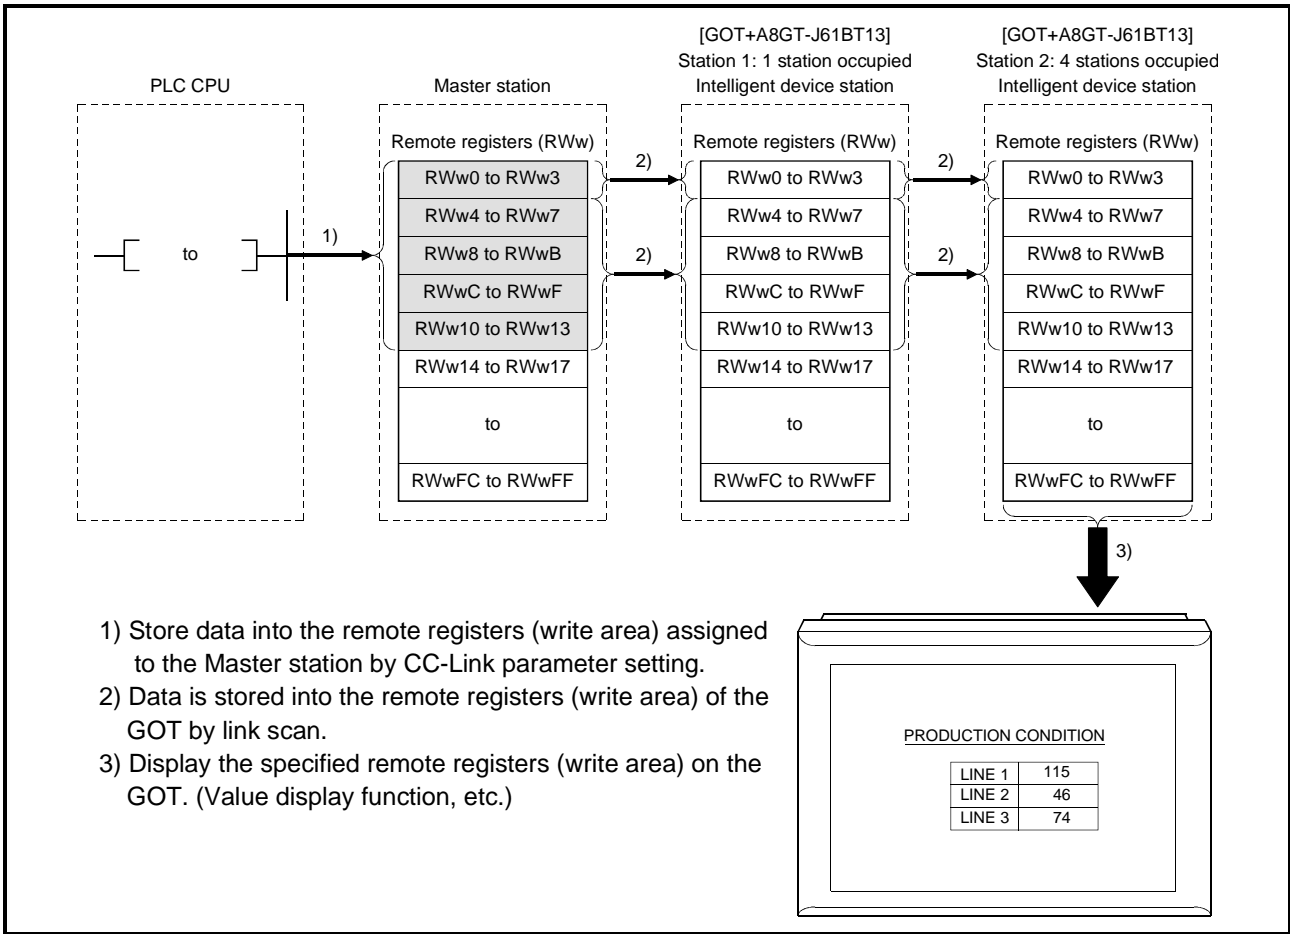 [GOT+A8GT-J61BT13]
Station 1: 1 station occupied
Intelligent device station
[GOT+A8GT-J61BT13]
Station 2: 4 stations occupied
Intelligent device station
PLC CPU
Master station
Remote registers (RWw)
Remote registers (RWw)
Remote registers (RWw)
to
1)
2)
2)
2)
2)
RWw0 to RWw3
RWw4 to RWw7
RWw8 to RWwB
RWwC to RWwF
RWw10 to RWw13
RWw14 to RWw17
to
RWwFC to RWwFF
RWw0 to RWw3
RWw4 to RWw7
RWw8 to RWwB
RWwC to RWwF
RWw10 to RWw13
RWw14 to RWw17
to
RWwFC to RWwFF
RWw0 to RWw3
RWw4 to RWw7
RWw8 to RWwB
RWwC to RWwF
RWw10 to RWw13
RWw14 to RWw17
to
RWwFC to RWwFF
3)
1) Store data into the remote registers (write area) assigned
to the Master station by CC-Link parameter setting.
2) Data is stored into the remote registers (write area) of the
GOT by link scan.
3) Display the specified remote registers (write area) on the
GOT. (Value display function, etc.)
PRODUCTION CONDITION
LINE 1 115
LINE 2 46
LINE 3 74